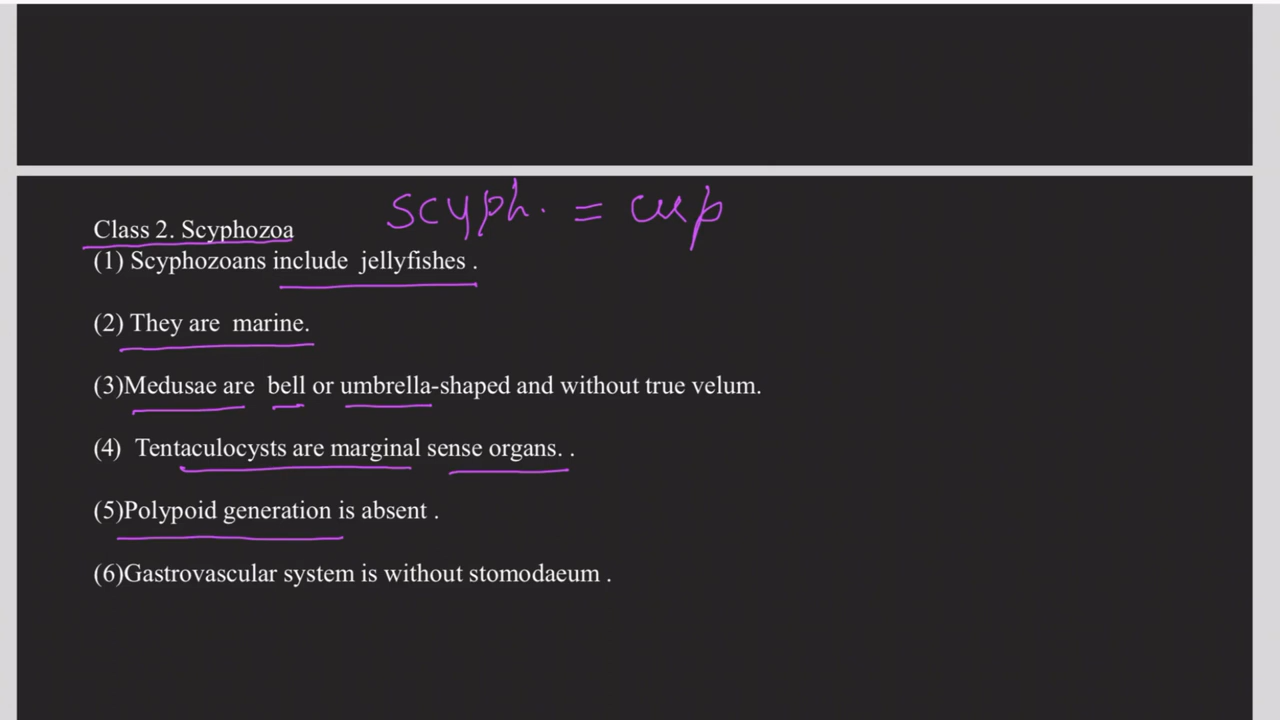 scyph. = cup
Class 2. Scyphozoa
(1) Scyphozoans include jellyfishes .
(2) They are marine.
(3)Medusae are bell or umbrella-shaped and without true velum.
(4) Tentaculocysts are marginal sense organs. .
(5)Polypoid generation is absent .
(6)Gastrovascular system is without stomodaeum .